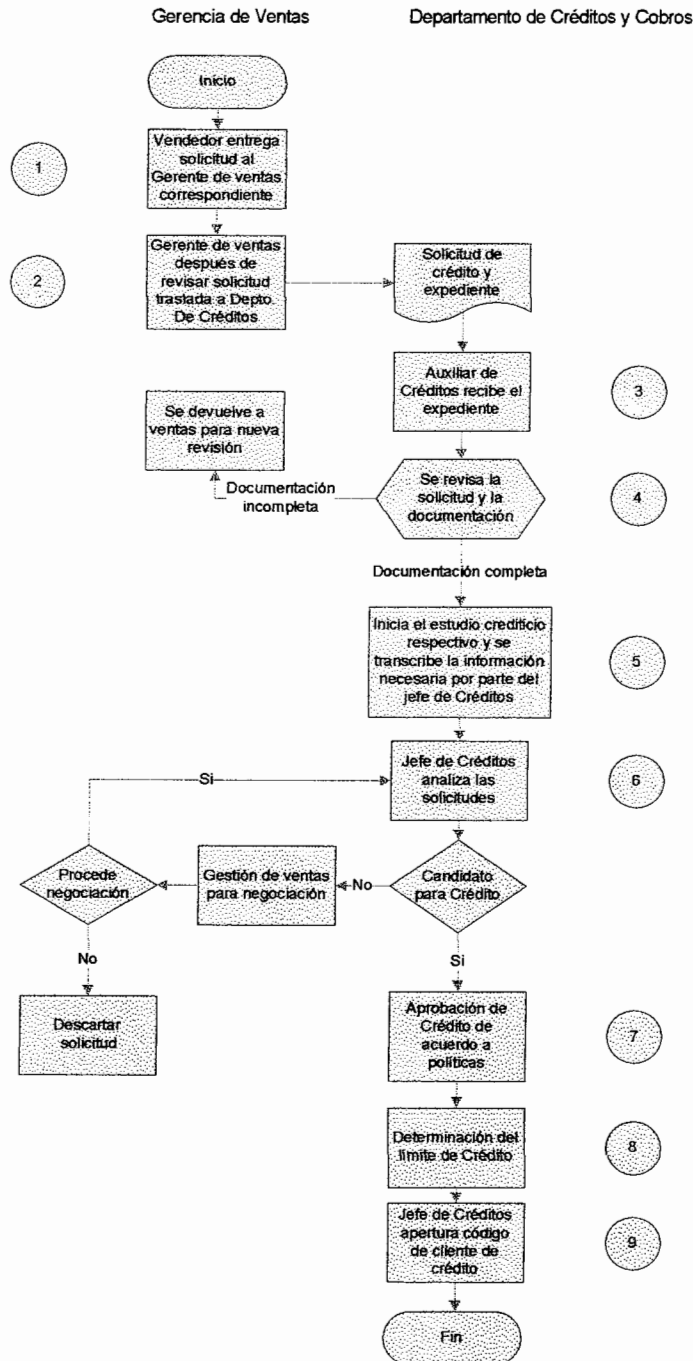 Gerencia de Ventas
Departamento de Créditos y Cobros
Inicio
1
Vendedor entrega
solicitud al
Gerente de ventas
correspondiente
2
Gerente de ventas
después de
revisar solicitud
traslada a Depto.
De Créditos
Solicitud de
crédito y
expediente
Auxiliar de
Créditos recibe el
expediente
3
Se devuelve a
ventas para nueva
revisión
Documentación
incompleta
Se revisa la
solicitud y la
documentación
4
Documentación completa
Inicia el estudio crediticio
respectivo y se
transcribe la información
necesaria por parte del
jefe de Créditos
5
Si
Jefe de Créditos
analiza las
solicitudes
6
Procede
negociación
Gestión de ventas
para negociación
No
Candidato
para Crédito
No
Si
Descartar
solicitud
Aprobación de
Crédito de
acuerdo a
políticas
7
Determinación del
límite de Crédito
8
Jefe de Créditos
apertura código
de cliente de
crédito
9
Fin